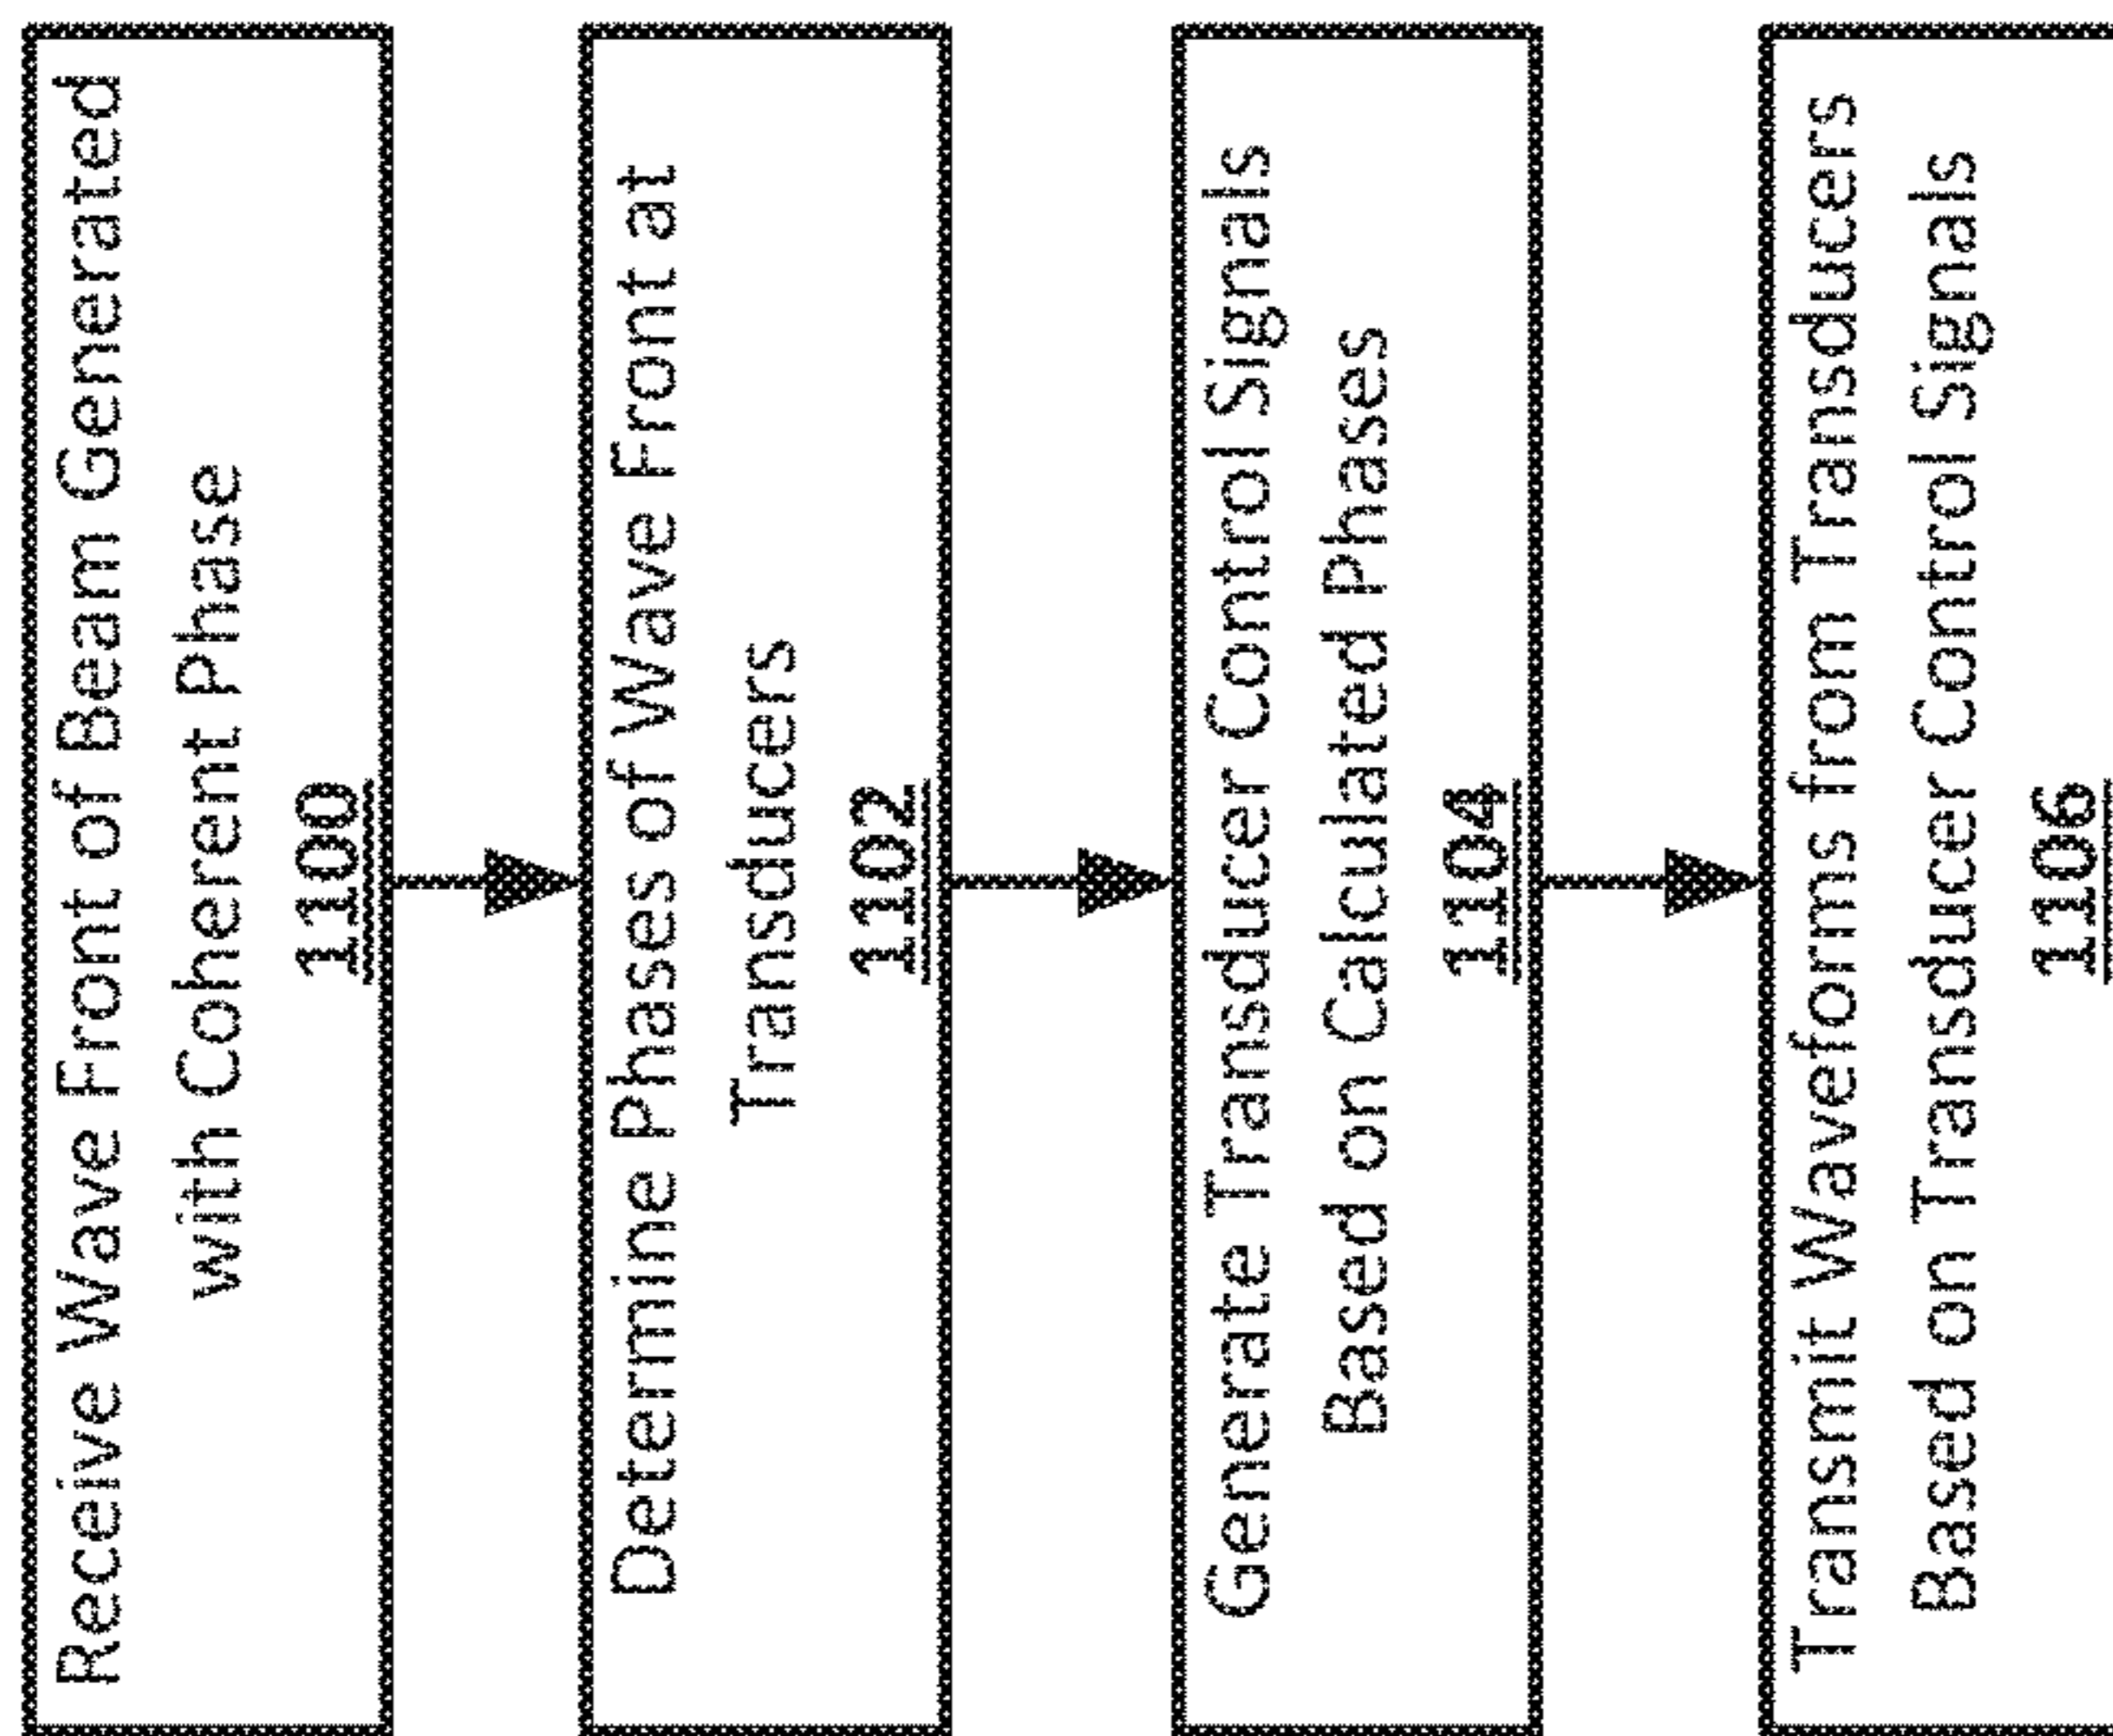 Receive Wave Front of Beam Generated
with Coherent Phase
1100
Determine Phases of Wave Front at
Transducers
1102
Generate Transducer Control Signals
Based on Calculated Phases
1104
Transmit Waveforms from Transducers
Based on Transducer Control Signals
1106